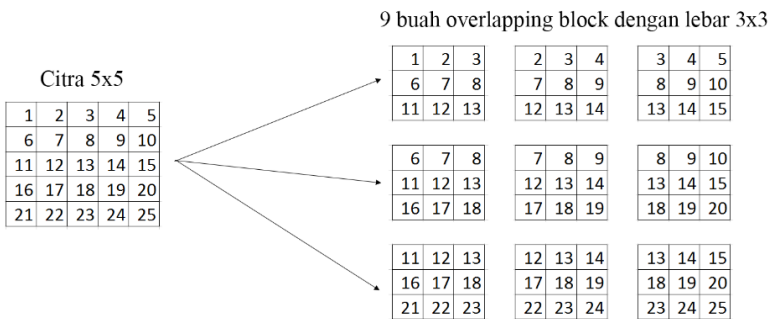 9 buah overlapping block dengan lebar 3x3
Citra 5x5
1 2 3 4 5
6 7 8 9 10
11 12 13 14 15
16 17 18 19 20
21 22 23 24 25
1 2 3
6 7 8
11 12 13
2 3 4
7 8 9
12 13 14
3 4 5
8 9 10
13 14 15
6 7 8
11 12 13
16 17 18
7 8 9
12 13 14
17 18 19
8 9 10
13 14 15
18 19 20
11 12 13
16 17 18
21 22 23
12 13 14
17 18 19
22 23 24
13 14 15
18 19 20
23 24 25